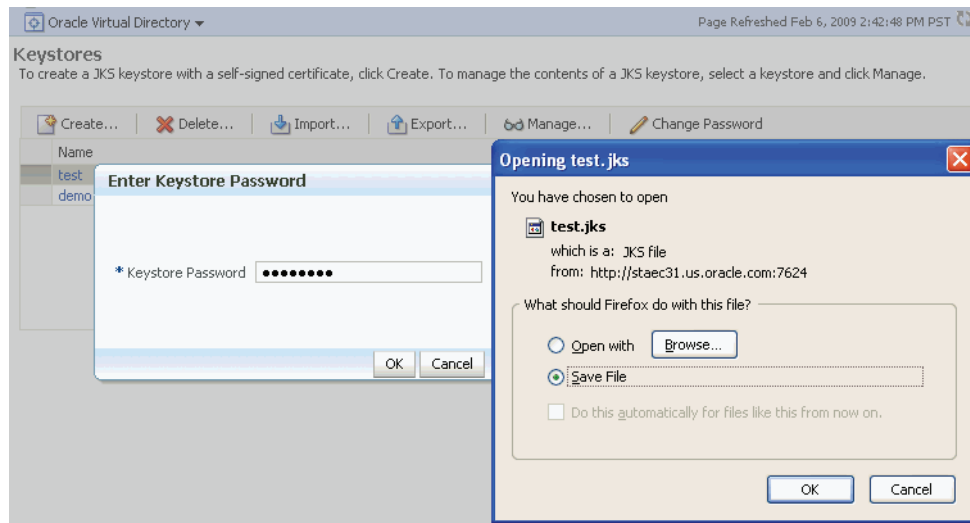 Oracle Virtual Directory
Page Refreshed Feb 6, 2009 2:42:48 PM PST
Keystores
To create a JKS keystore with a self-signed certificate, click Create. To manage the contents of a JKS keystore, select a keystore and click Manage.
Create... Delete... Import... Export... Manage... Change Password
Name
test
demo
Enter Keystore Password
* Keystore Password ●●●●●●●●
OK Cancel
Opening test.jks
You have chosen to open
test.jks
which is a: JKS file
from: http://staec31.us.oracle.com:7624
What should Firefox do with this file?
Open with Browse...
Save File
Do this automatically for files like this from now on.
OK Cancel